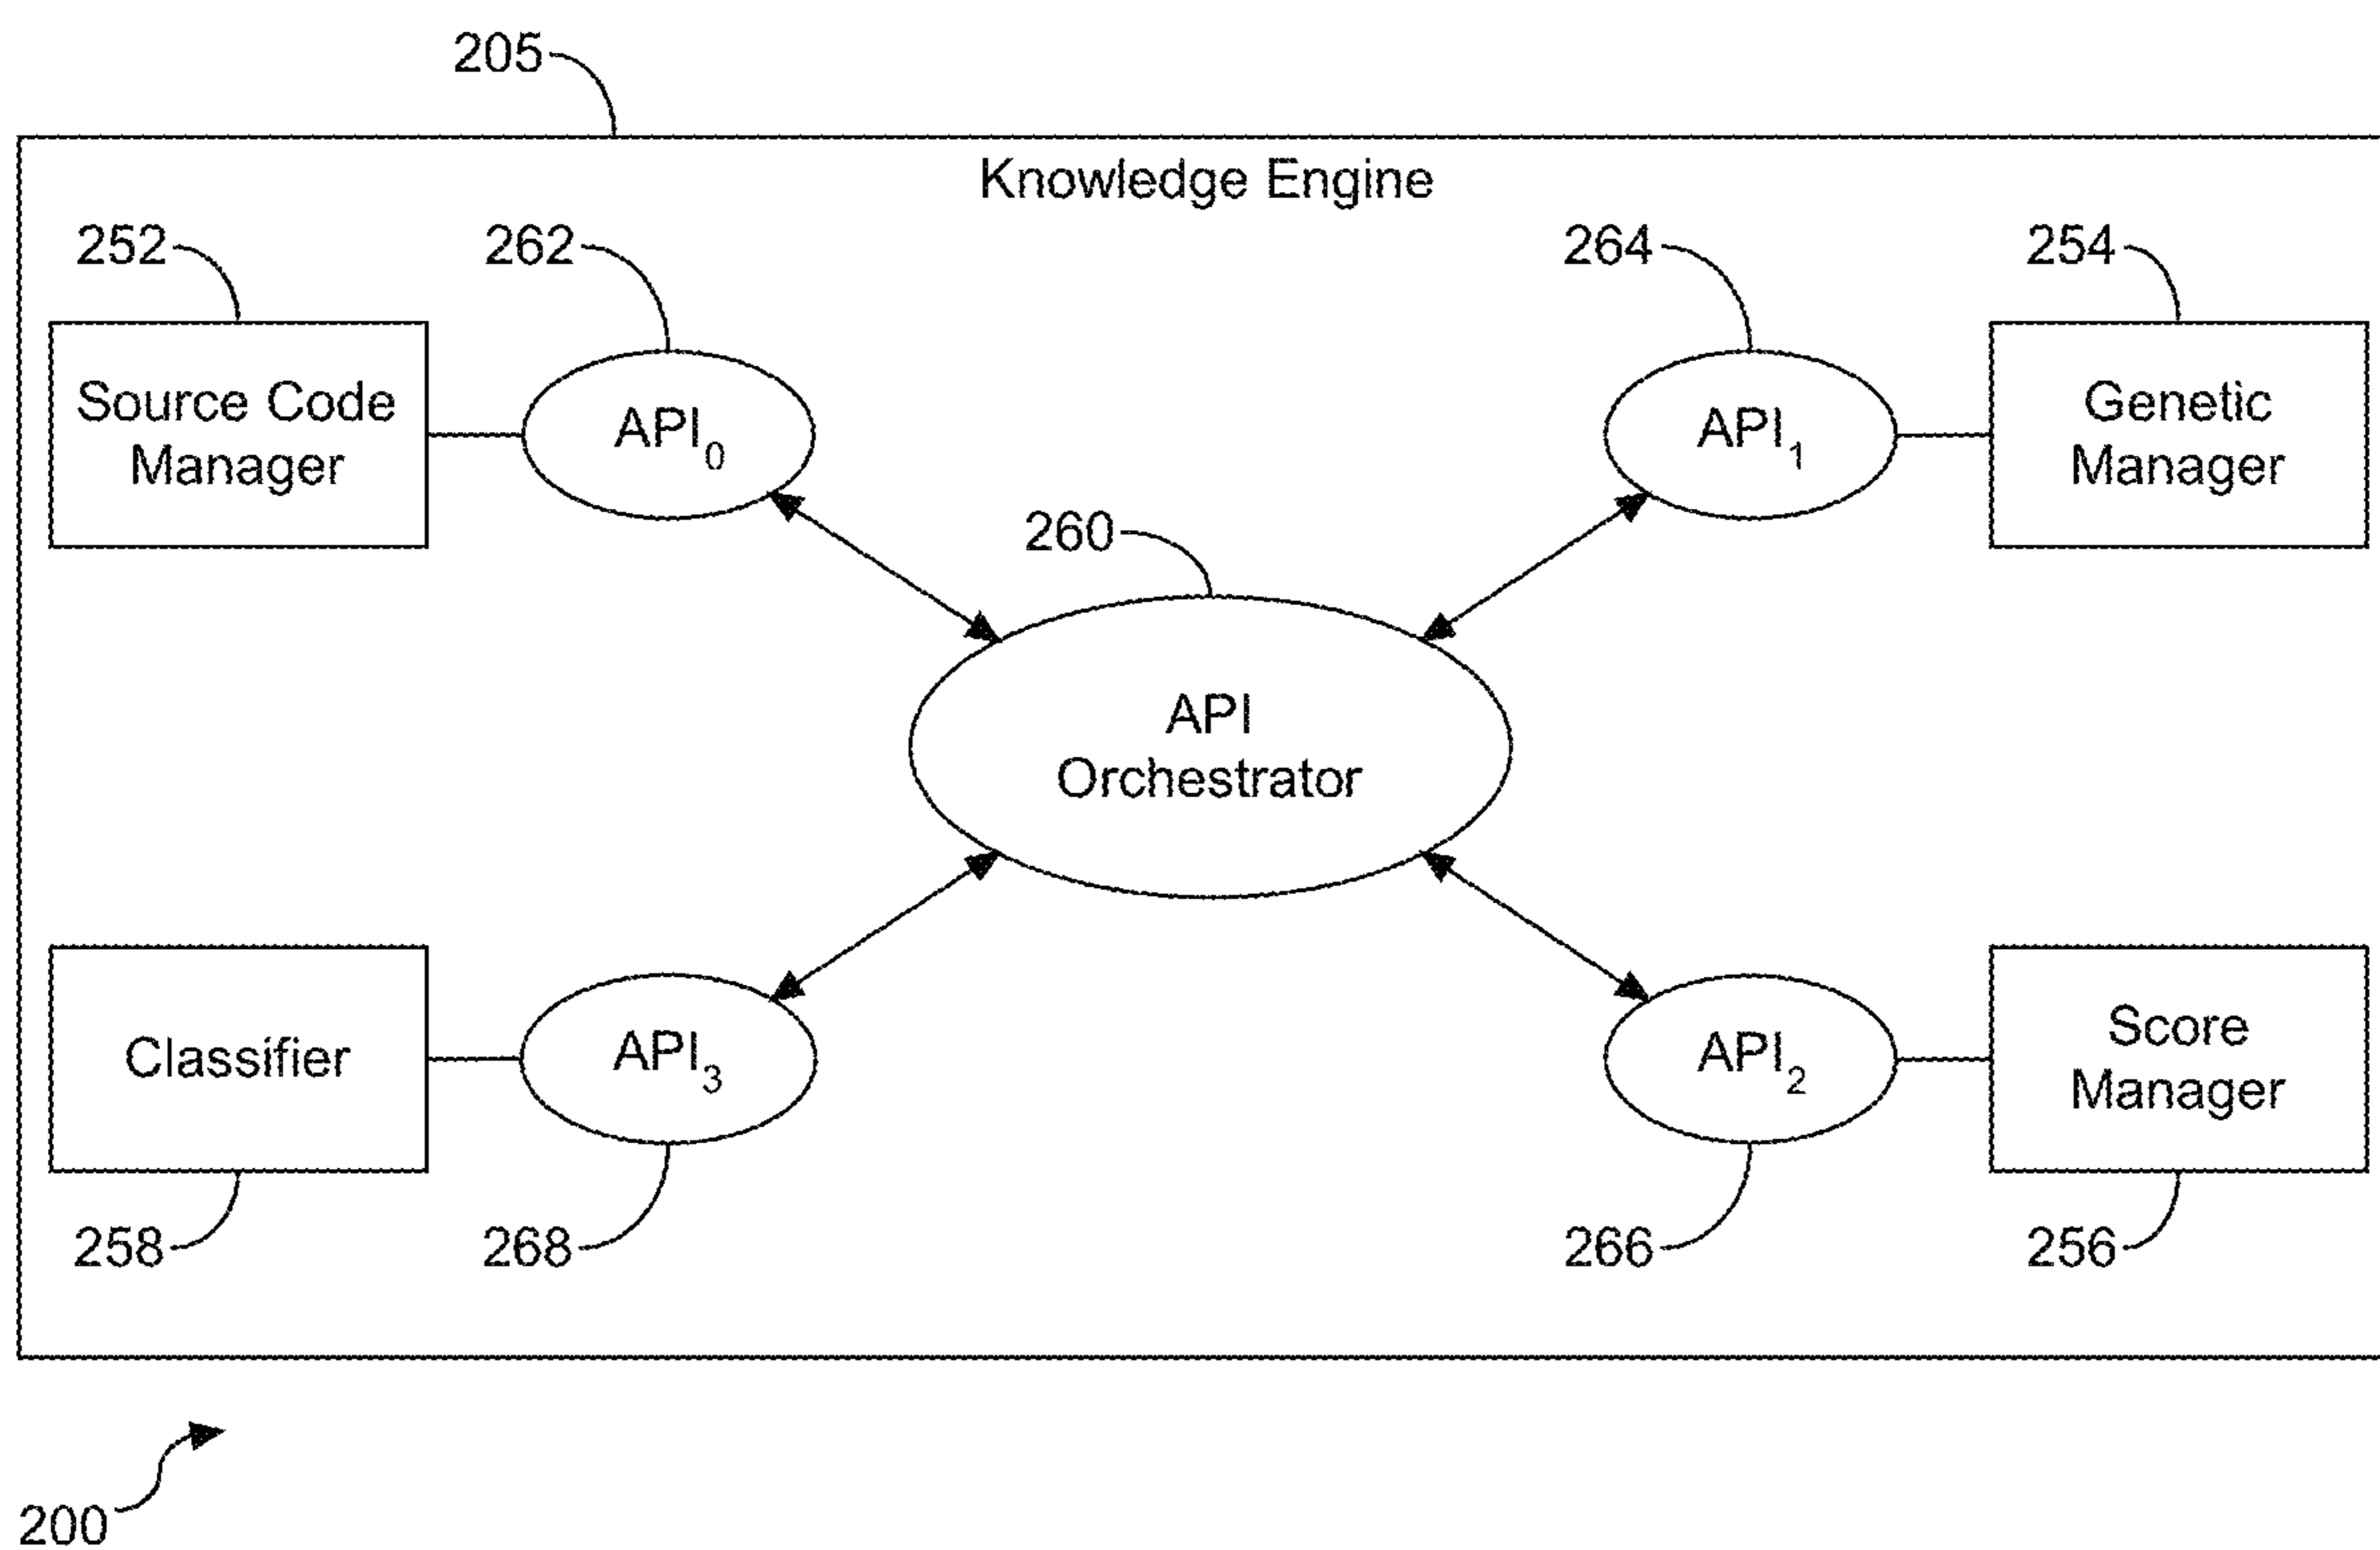 205
Knowledge Engine
252
262
264
254
Source Code
Manager
API₀
API₁
Genetic
Manager
260
API
Orchestrator
Classifier
API₃
API₂
Score
Manager
258
268
266
256
200